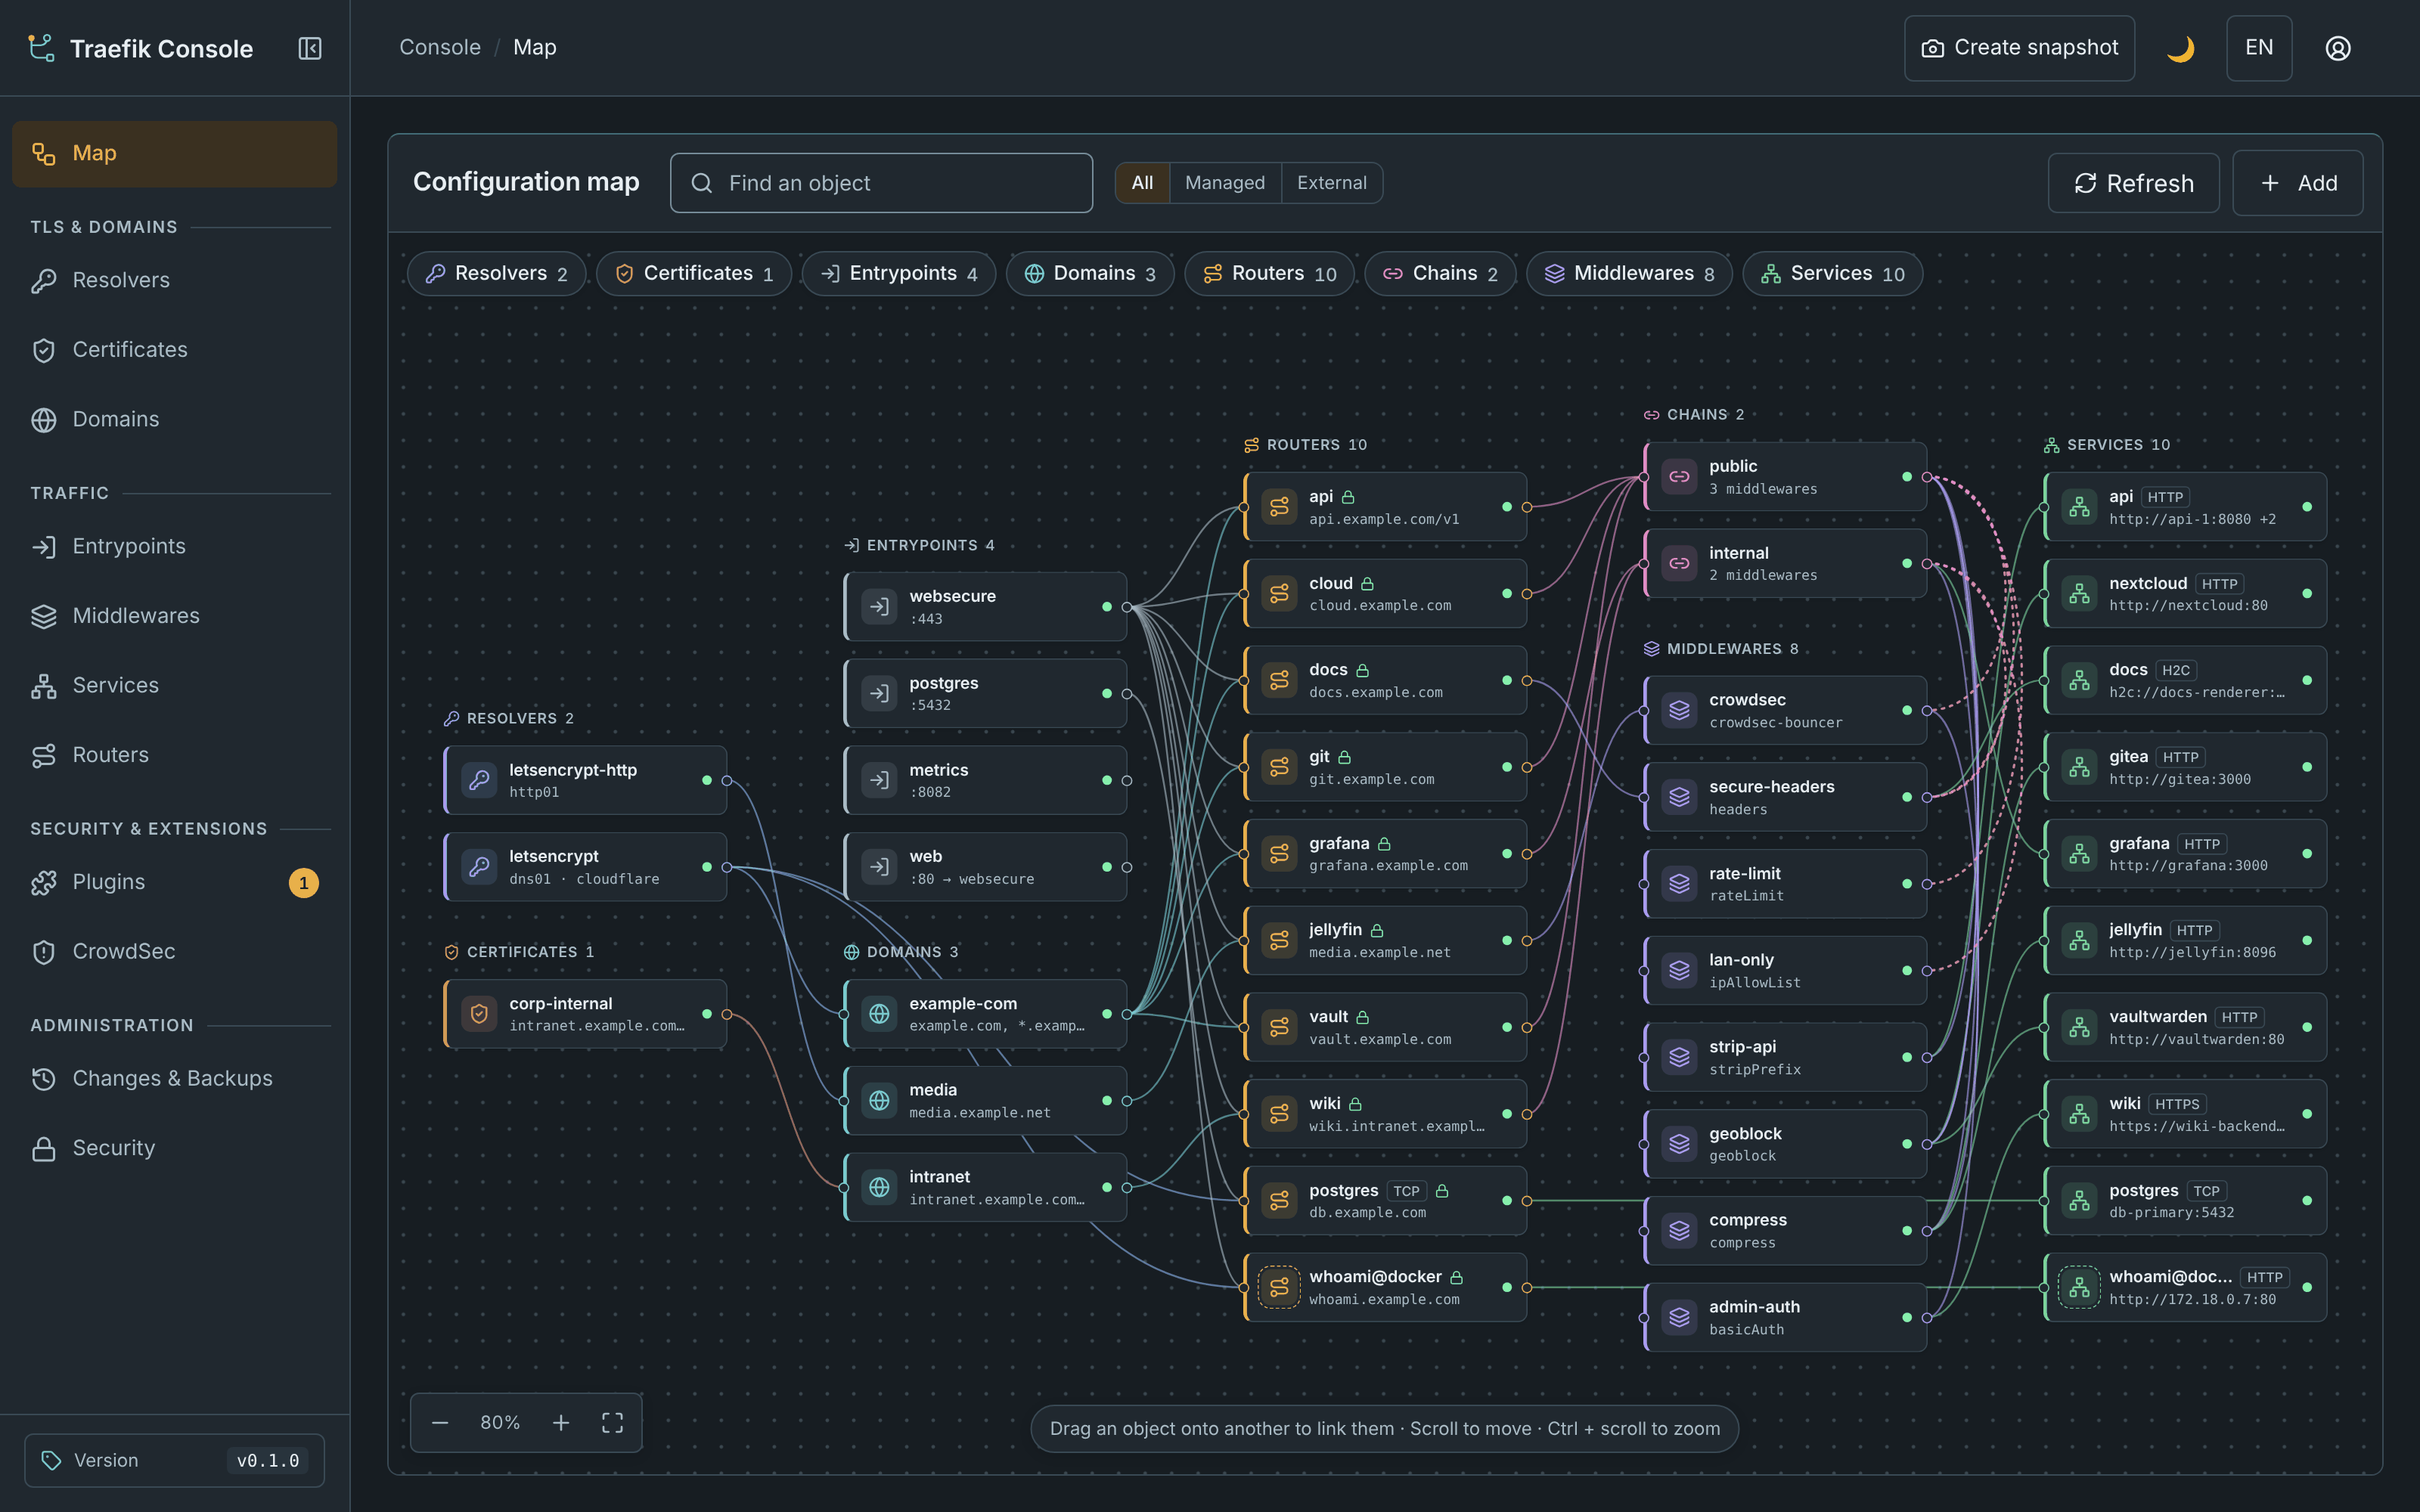 Traefik Console
Console / Map
Create snapshot
EN
Map
TLS & DOMAINS
Resolvers
Certificates
Domains
TRAFFIC
Entrypoints
Middlewares
Services
Routers
SECURITY & EXTENSIONS
Plugins 1
CrowdSec
ADMINISTRATION
Changes & Backups
Security
Version v0.1.0
Configuration map
Find an object
All Managed External
Refresh
Add
Resolvers 2
Certificates 1
Entrypoints 4
Domains 3
Routers 10
Chains 2
Middlewares 8
Services 10
RESOLVERS 2
letsencrypt-http
http01
letsencrypt
dns01 · cloudflare
CERTIFICATES 1
corp-internal
intranet.example.com…
ENTRYPOINTS 4
websecure
:443
postgres
:5432
metrics
:8082
web
:80 → websecure
DOMAINS 3
example-com
example.com, *.examp…
media
media.example.net
intranet
intranet.example.com…
ROUTERS 10
api
api.example.com/v1
cloud
cloud.example.com
docs
docs.example.com
git
git.example.com
grafana
grafana.example.com
jellyfin
media.example.net
vault
vault.example.com
wiki
wiki.intranet.exampl…
postgres TCP
db.example.com
whoami@docker
whoami.example.com
CHAINS 2
public
3 middlewares
internal
2 middlewares
MIDDLEWARES 8
crowdsec
crowdsec-bouncer
secure-headers
headers
rate-limit
rateLimit
lan-only
ipAllowList
strip-api
stripPrefix
geoblock
geoblock
compress
compress
admin-auth
basicAuth
SERVICES 10
api HTTP
http://api-1:8080 +2
nextcloud HTTP
http://nextcloud:80
docs H2C
h2c://docs-renderer:…
gitea HTTP
http://gitea:3000
grafana HTTP
http://grafana:3000
jellyfin HTTP
http://jellyfin:8096
vaultwarden HTTP
http://vaultwarden:80
wiki HTTPS
https://wiki-backend…
postgres TCP
db-primary:5432
whoami@doc… HTTP
http://172.18.0.7:80
80%
Drag an object onto another to link them · Scroll to move · Ctrl + scroll to zoom